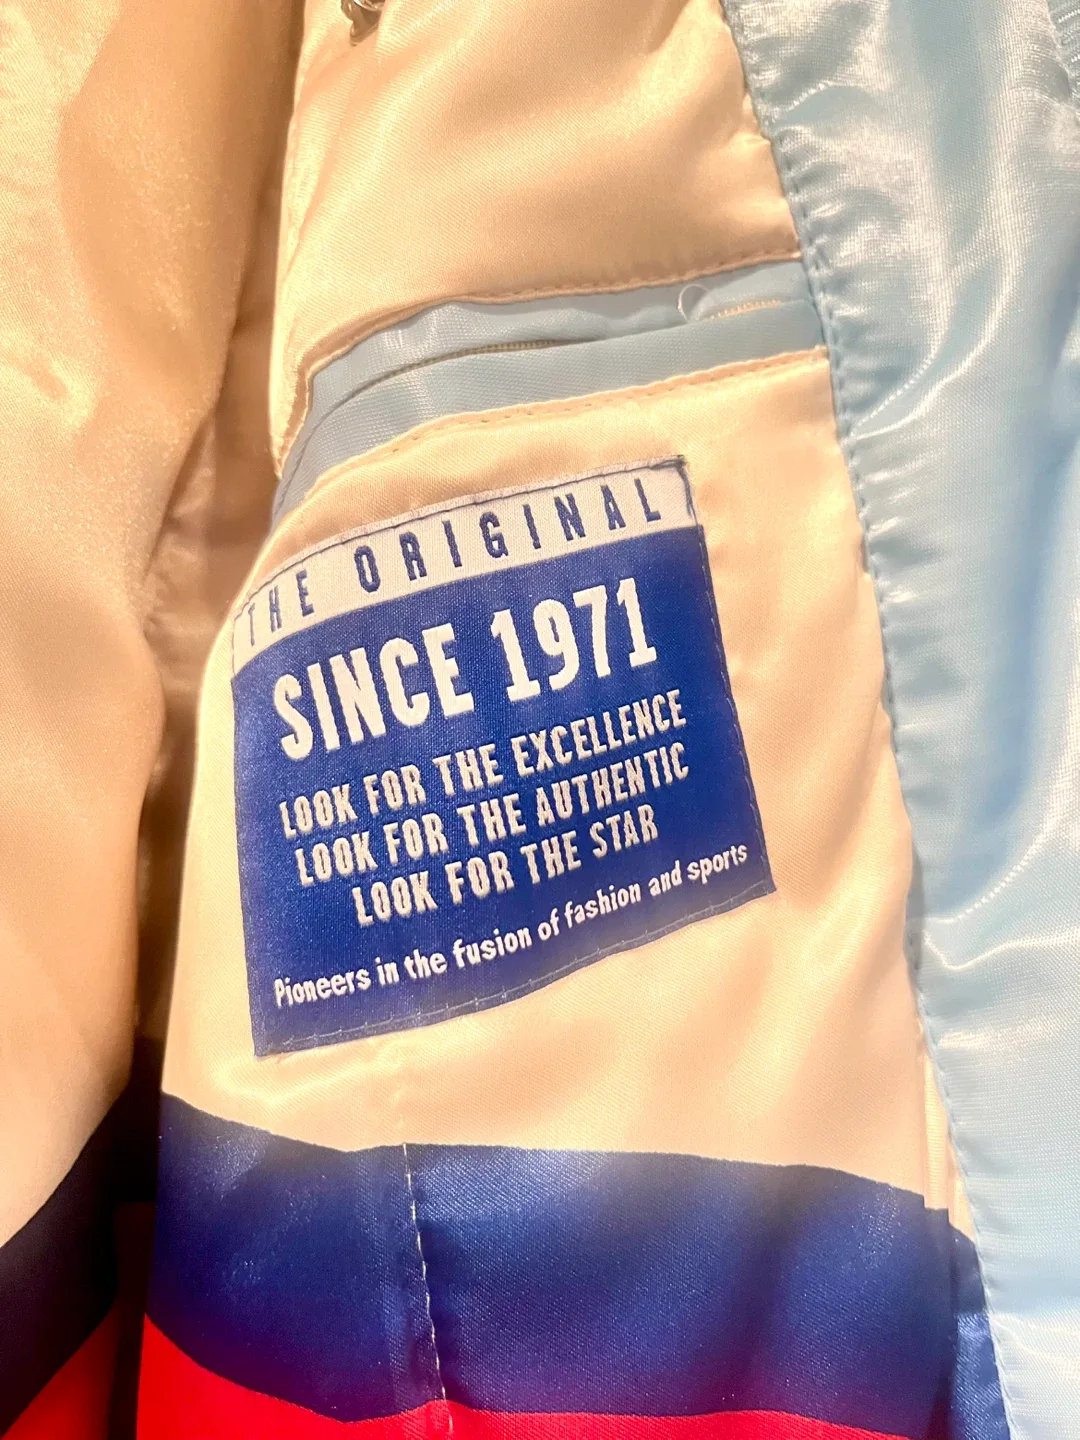 THE ORIGINAL
SINCE 1971
LOOK FOR THE EXCELLENCE
LOOK FOR THE AUTHENTIC
LOOK FOR THE STAR
Pioneers in the fusion of fashion and sports